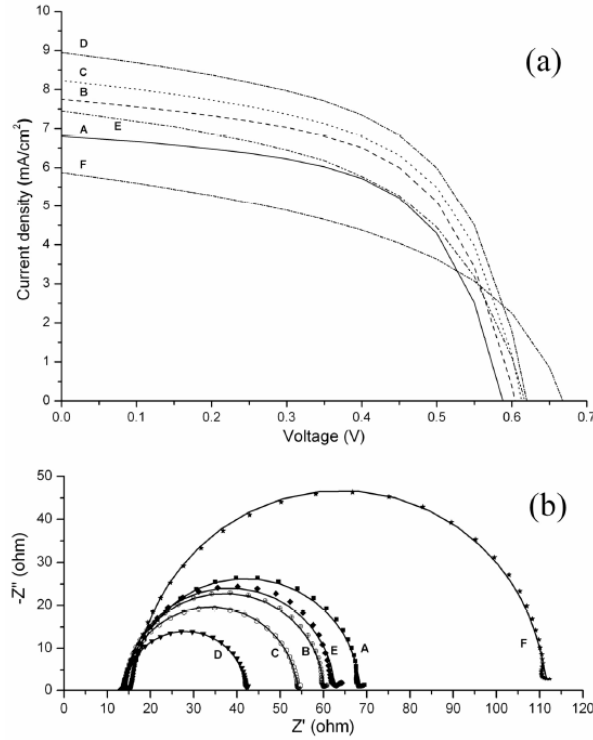 (a)
Current density (mA/cm²)
10
9
8
7
6
5
4
3
2
1
0
D
C
B
A
E
F
0.0 0.1 0.2 0.3 0.4 0.5 0.6 0.7
Voltage (V)
(b)
-Z'' (ohm)
50
40
30
20
10
0
D C B E A F
0 10 20 30 40 50 60 70 80 90 100 110 120
Z' (ohm)